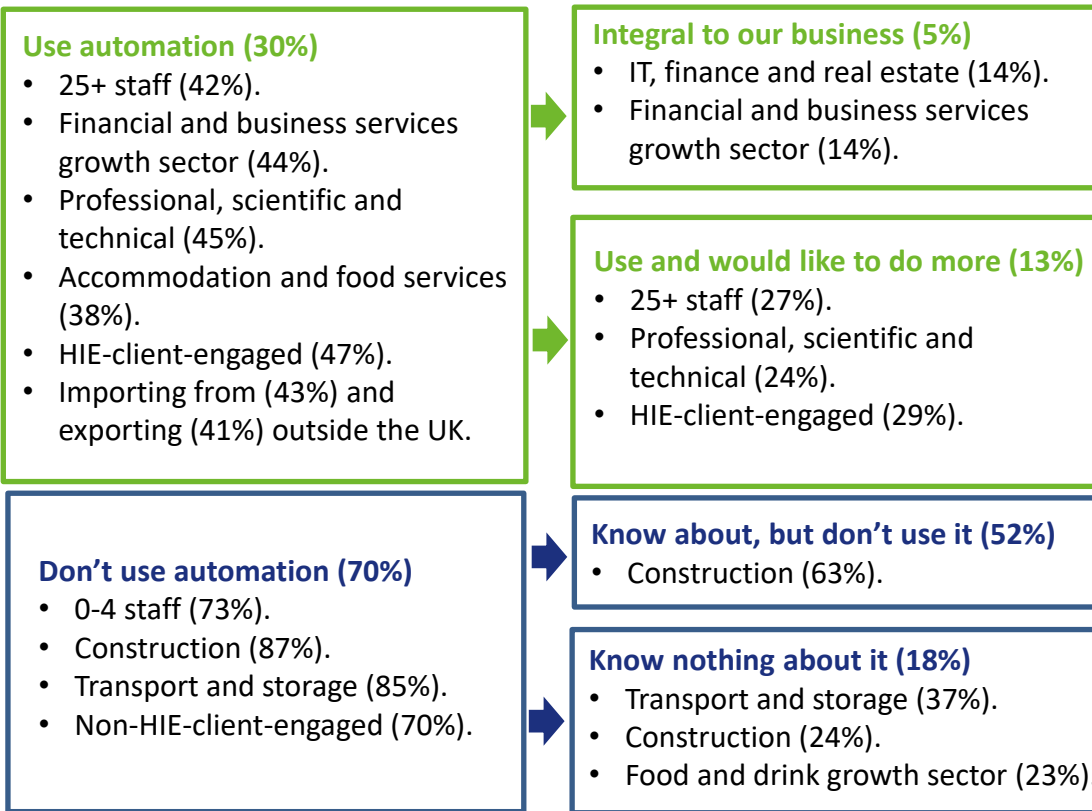 Use automation (30%)
• 25+ staff (42%).
• Financial and business services
growth sector (44%).
• Professional, scientific and
technical (45%).
• Accommodation and food services
(38%).
• HIE-client-engaged (47%).
• Importing from (43%) and
exporting (41%) outside the UK.
Integral to our business (5%)
• IT, finance and real estate (14%).
• Financial and business services
growth sector (14%).
Use and would like to do more (13%)
• 25+ staff (27%).
• Professional, scientific and
technical (24%).
• HIE-client-engaged (29%).
Don’t use automation (70%)
• 0-4 staff (73%).
• Construction (87%).
• Transport and storage (85%).
• Non-HIE-client-engaged (70%).
Know about, but don’t use it (52%)
• Construction (63%).
Know nothing about it (18%)
• Transport and storage (37%).
• Construction (24%).
• Food and drink growth sector (23%)